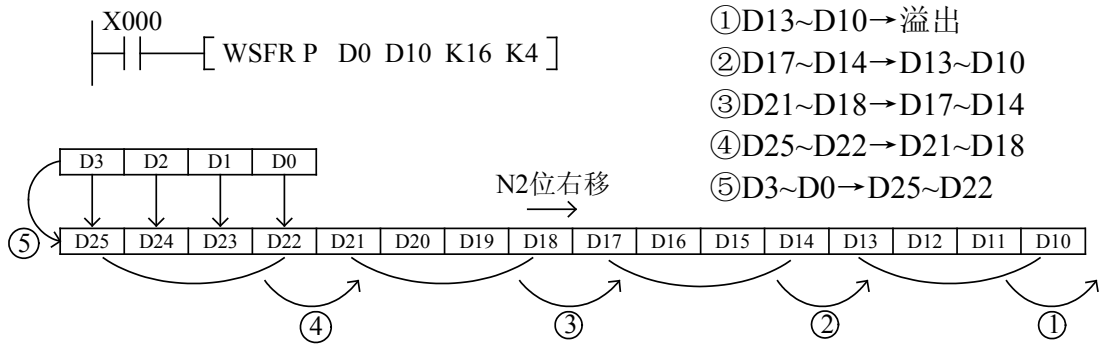 X000
WSFR P D0 D10 K16 K4
①D13~D10→溢出
②D17~D14→D13~D10
③D21~D18→D17~D14
④D25~D22→D21~D18
⑤D3~D0→D25~D22
D3 D2 D1 D0
N2位右移
⑤
D25 D24 D23 D22 D21 D20 D19 D18 D17 D16 D15 D14 D13 D12 D11 D10
④ ③ ② ①